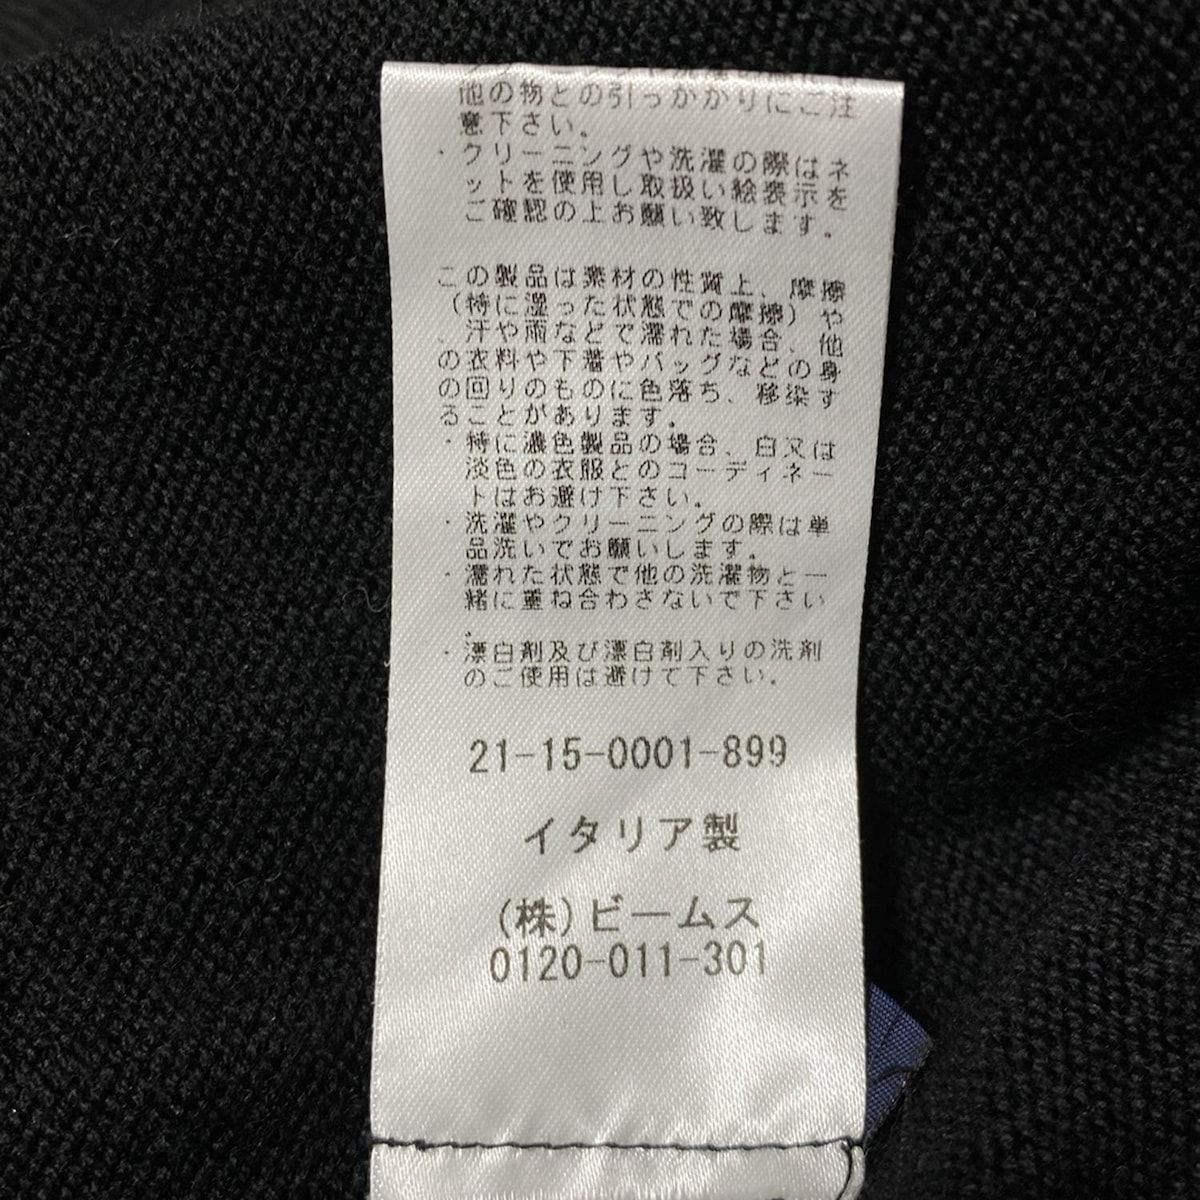 他の物との引っかかりにご注
意下さい。
・クリーニングや洗濯の際はネ
ットを使用し取扱い絵表示を
ご確認の上お願い致します。
この製品は素材の性質上、摩擦
（特に湿った状態での摩擦）や
、汗や雨などで濡れた場合、他
の衣料や下着やバッグなどの身
の回りのものに色落ち、移染す
ることがあります。
・特に濃色製品の場合、白又は
淡色の衣服とのコーディネー
トはお避け下さい。
・洗濯やクリーニングの際は単
品洗いでお願いします。
・濡れた状態で他の洗濯物と一
緒に重ね合わさないで下さい
。
・漂白剤及び漂白剤入りの洗剤
のご使用は避けて下さい。
21-15-0001-899
イタリア製
(株)ビームス
0120-011-301